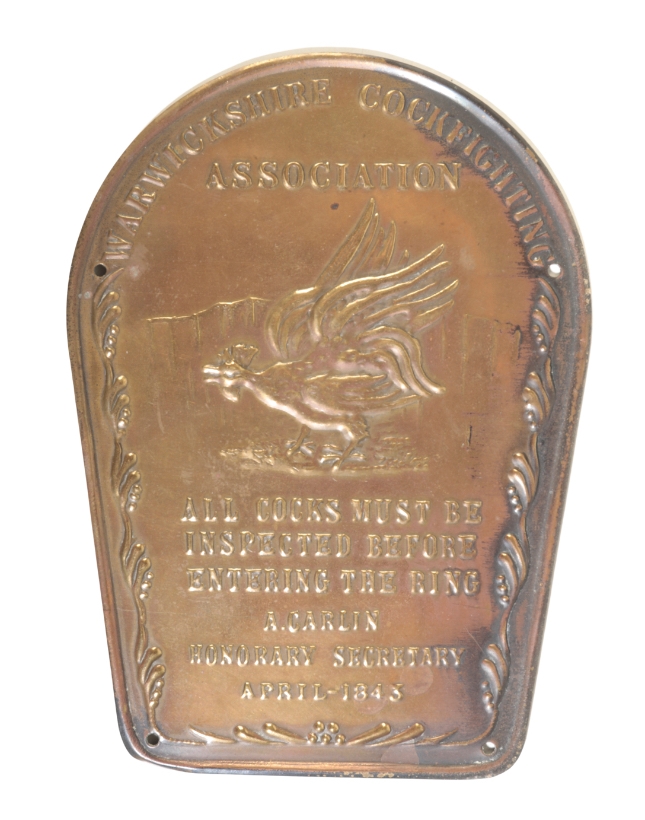 WARWICKSHIRE COCKFIGHTING
ASSOCIATION
ALL COCKS MUST BE
INSPECTED BEFORE
ENTERING THE RING
A.CARLIN
HONORARY SECRETARY
APRIL-1843